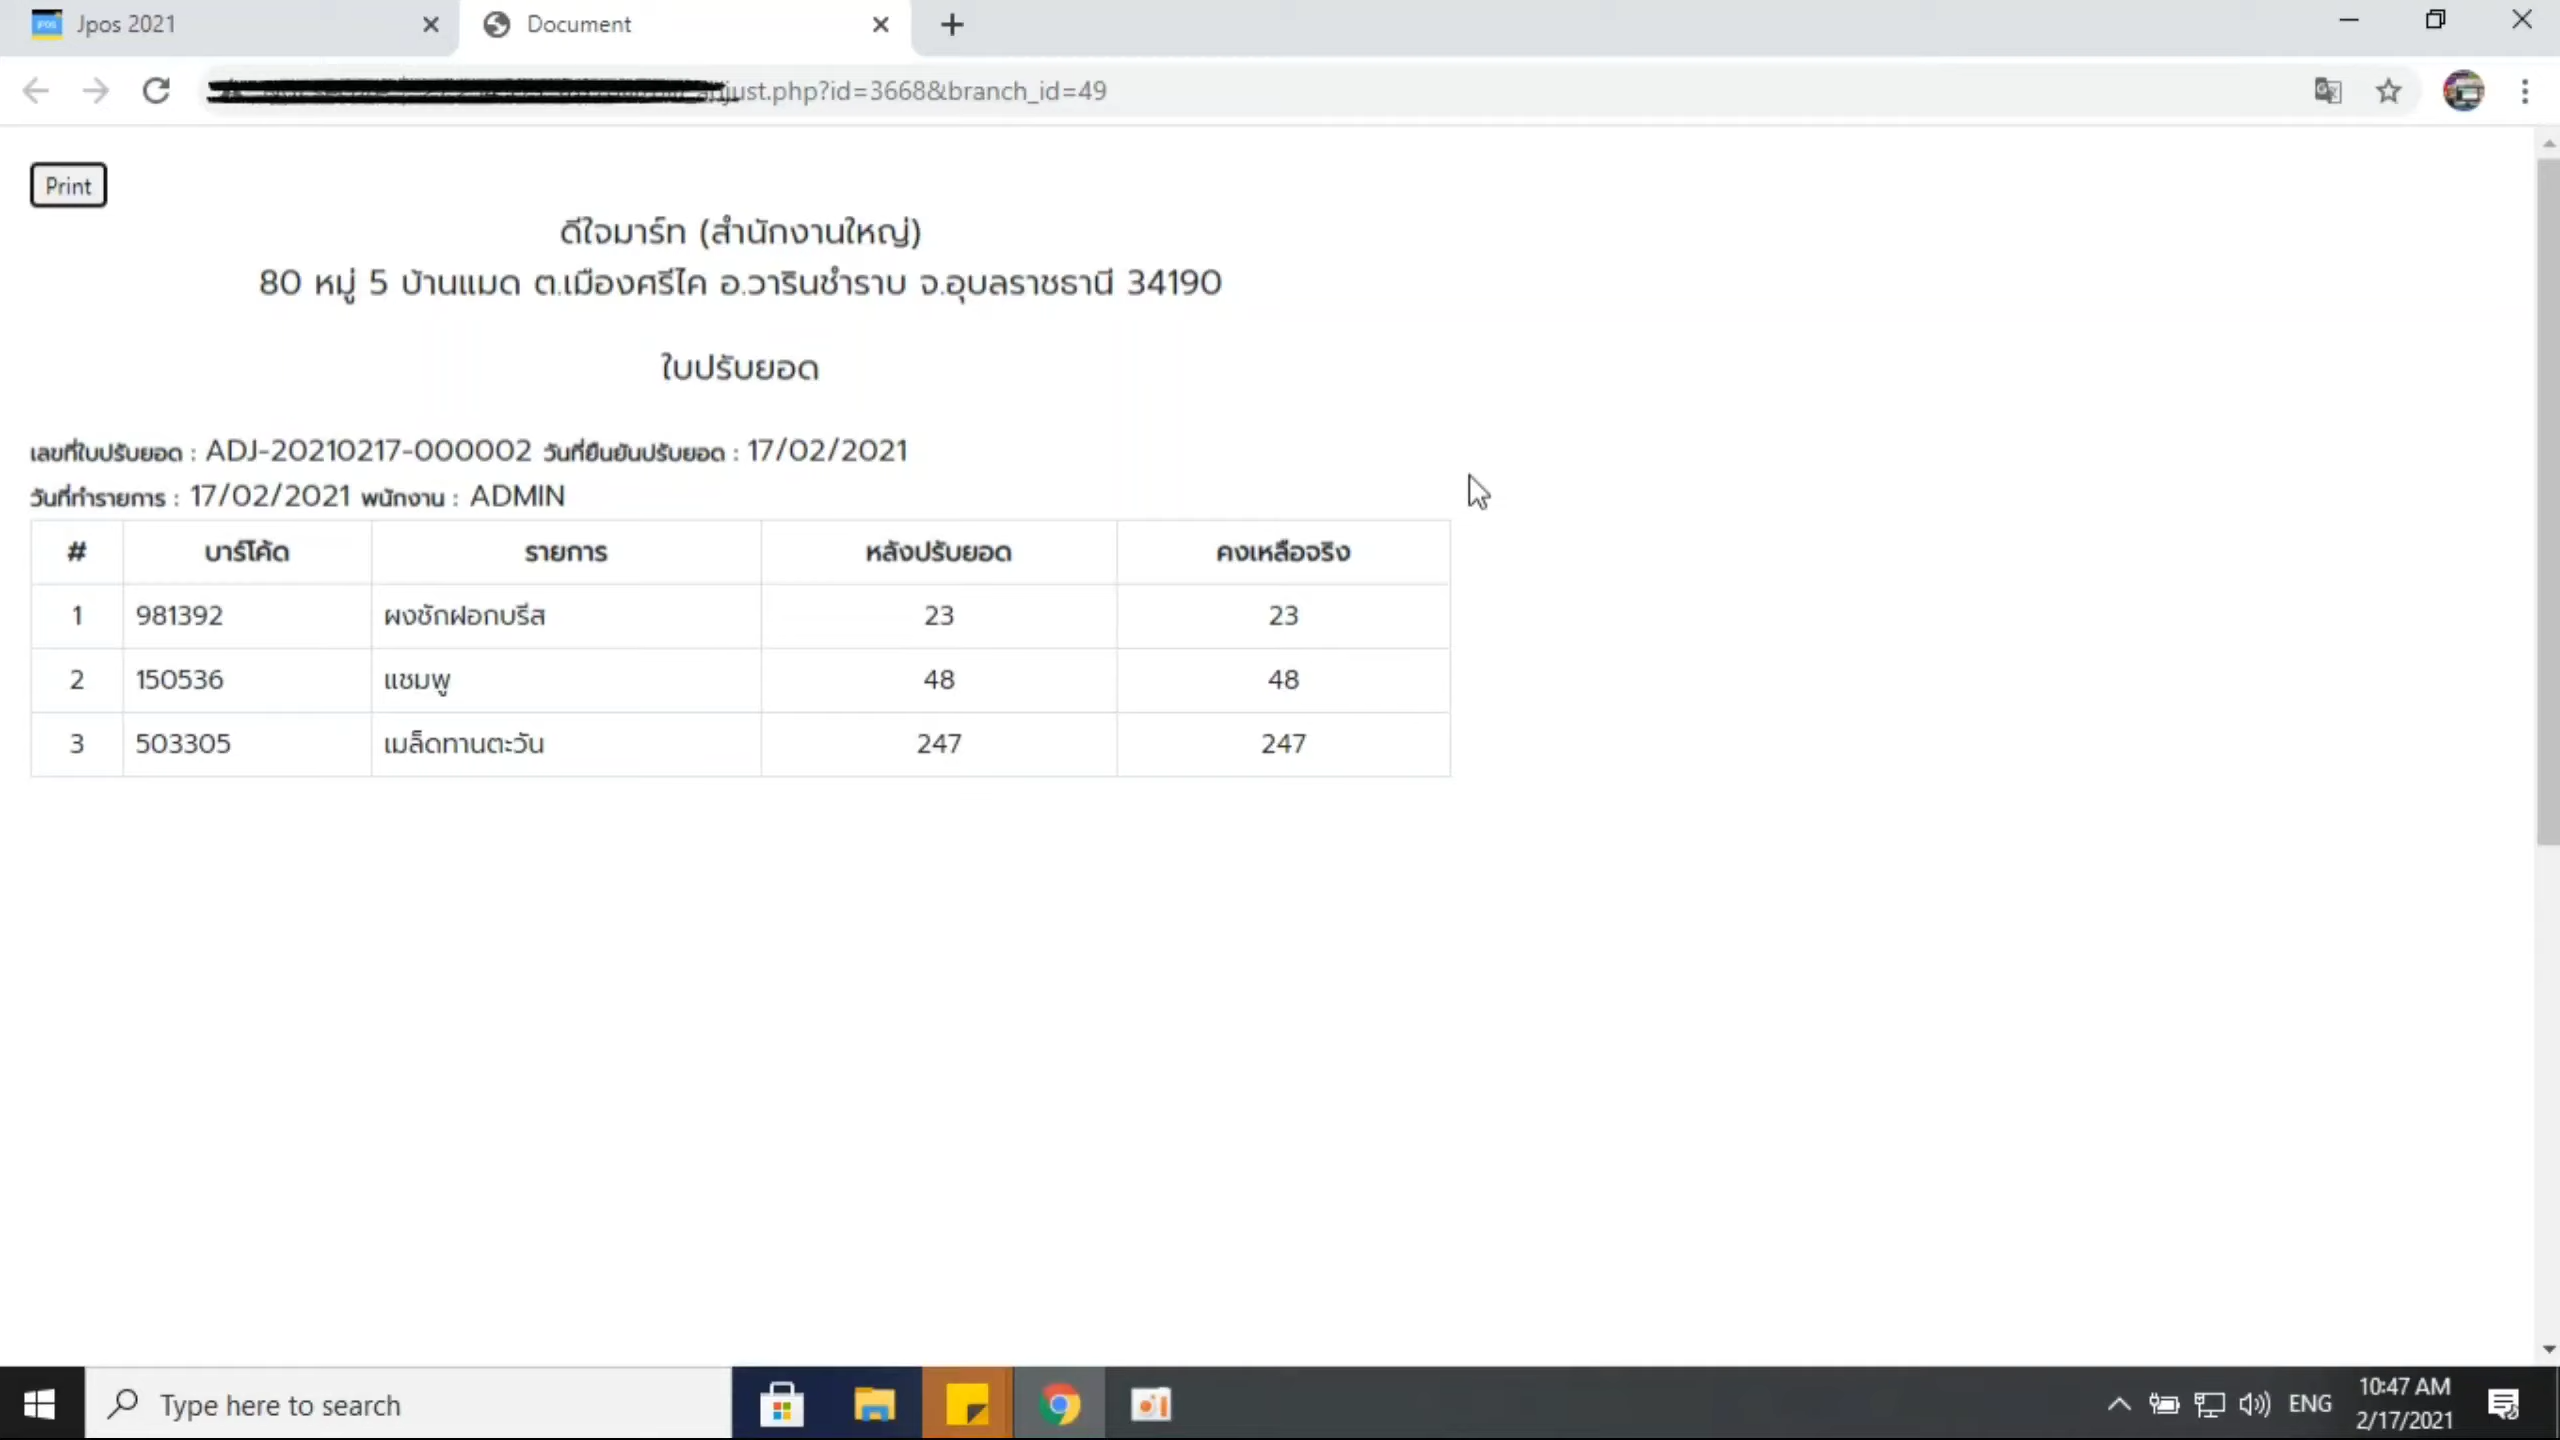 Jpos 2021
Document
just.php?id=3668&branch_id=49
Print
ดีใจมาร์ท (สำนักงานใหญ่)
80 หมู่ 5 บ้านแมด ต.เมืองศรีไค อ.วารินชำราบ จ.อุบลราชธานี 34190
ใบปรับยอด
เลขที่ใบปรับยอด : ADJ-20210217-000002 วันที่ยืนยันปรับยอด : 17/02/2021
วันที่ทำรายการ : 17/02/2021 พนักงาน : ADMIN
# บาร์โค้ด รายการ หลังปรับยอด คงเหลือจริง
1 981392 ผงซักฝอกบรีส 23 23
2 150536 แชมพู 48 48
3 503305 เมล็ดทานตะวัน 247 247
Type here to search
ENG
10:47 AM
2/17/2021